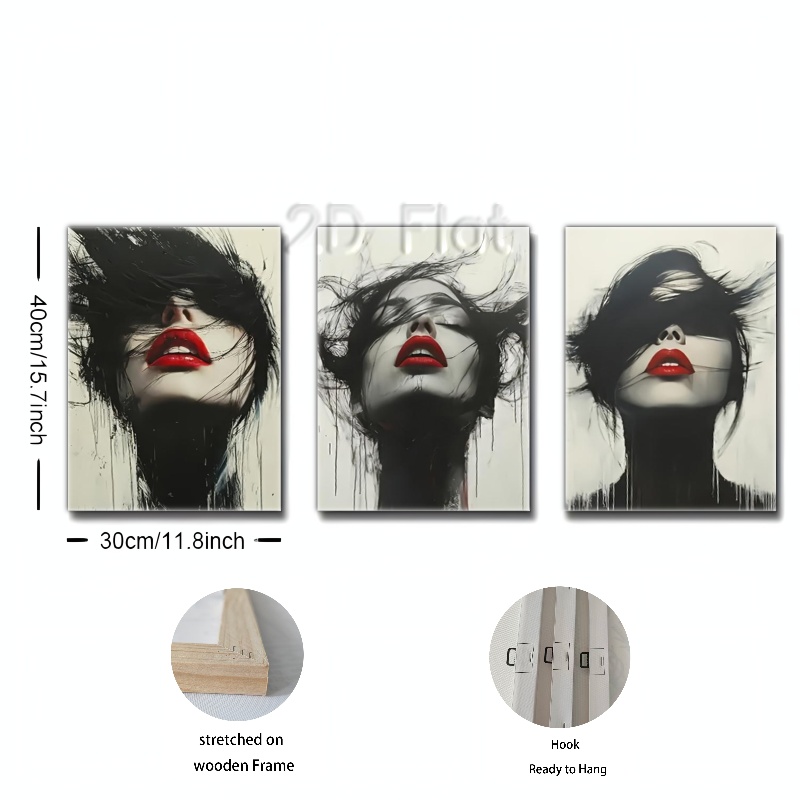 2D Flat
40cm/15.7inch
30cm/11.8inch
stretched on
wooden Frame
Hook
Ready to Hang